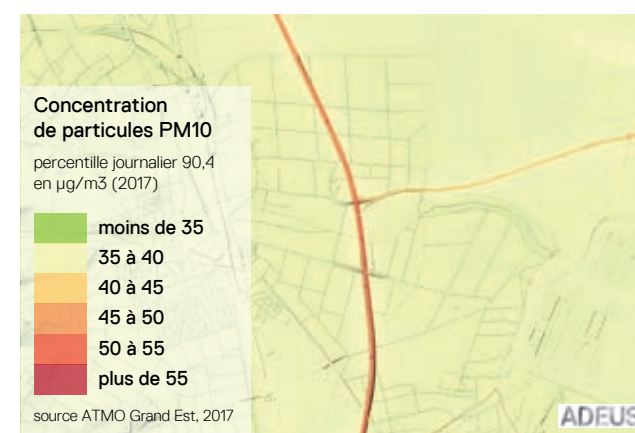 Concentration
de particules PM10
percentille journalier 90,4
en µg/m3 (2017)
moins de 35
35 à 40
40 à 45
45 à 50
50 à 55
plus de 55
source ATMO Grand Est, 2017
ADEUS